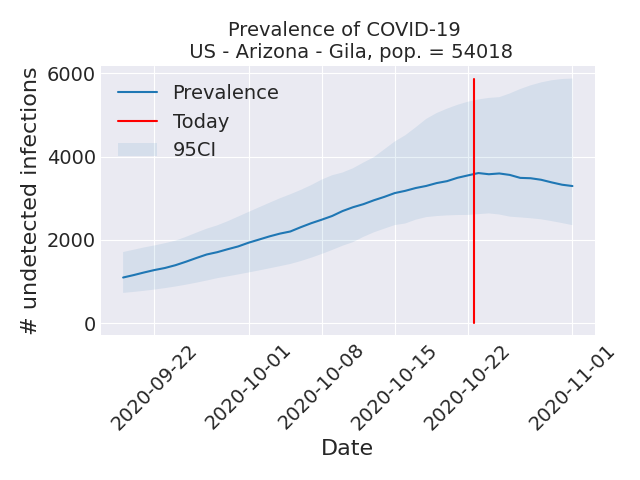 Prevalence of COVID-19
US - Arizona - Gila, pop. = 54018
# undetected infections
6000
4000
2000
0
Prevalence
Today
95CI
2020-09-22
2020-10-01
2020-10-08
2020-10-15
2020-10-22
2020-11-01
Date